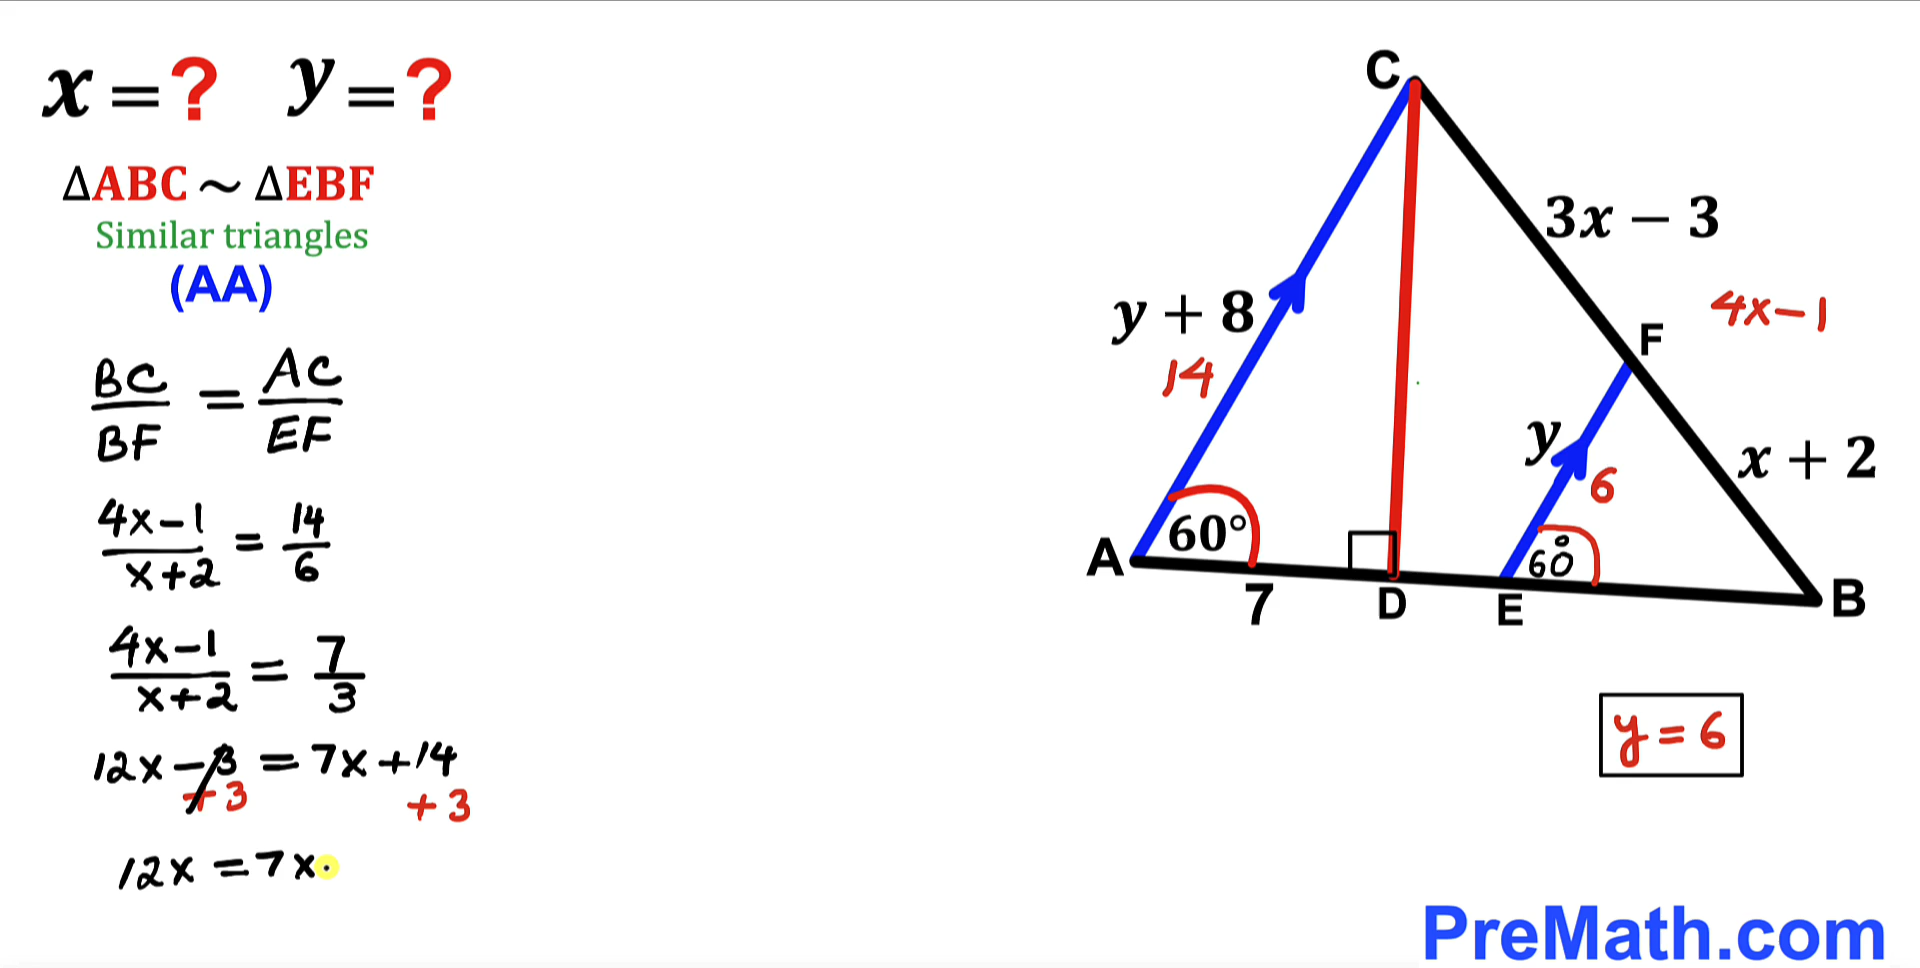 x = ? y = ?
ΔABC ~ ΔEBF
Similar triangles
(AA)
BC/BF = AC/EF
4x-1/x+2 = 14/6
4x-1/x+2 = 7/3
12x-3 = 7x+14
+3 +3
12x = 7x
C
3x − 3
4x-1
y + 8
14
F
y
6
x + 2
60°
60°
A
7
D
E
B
y = 6
PreMath.com